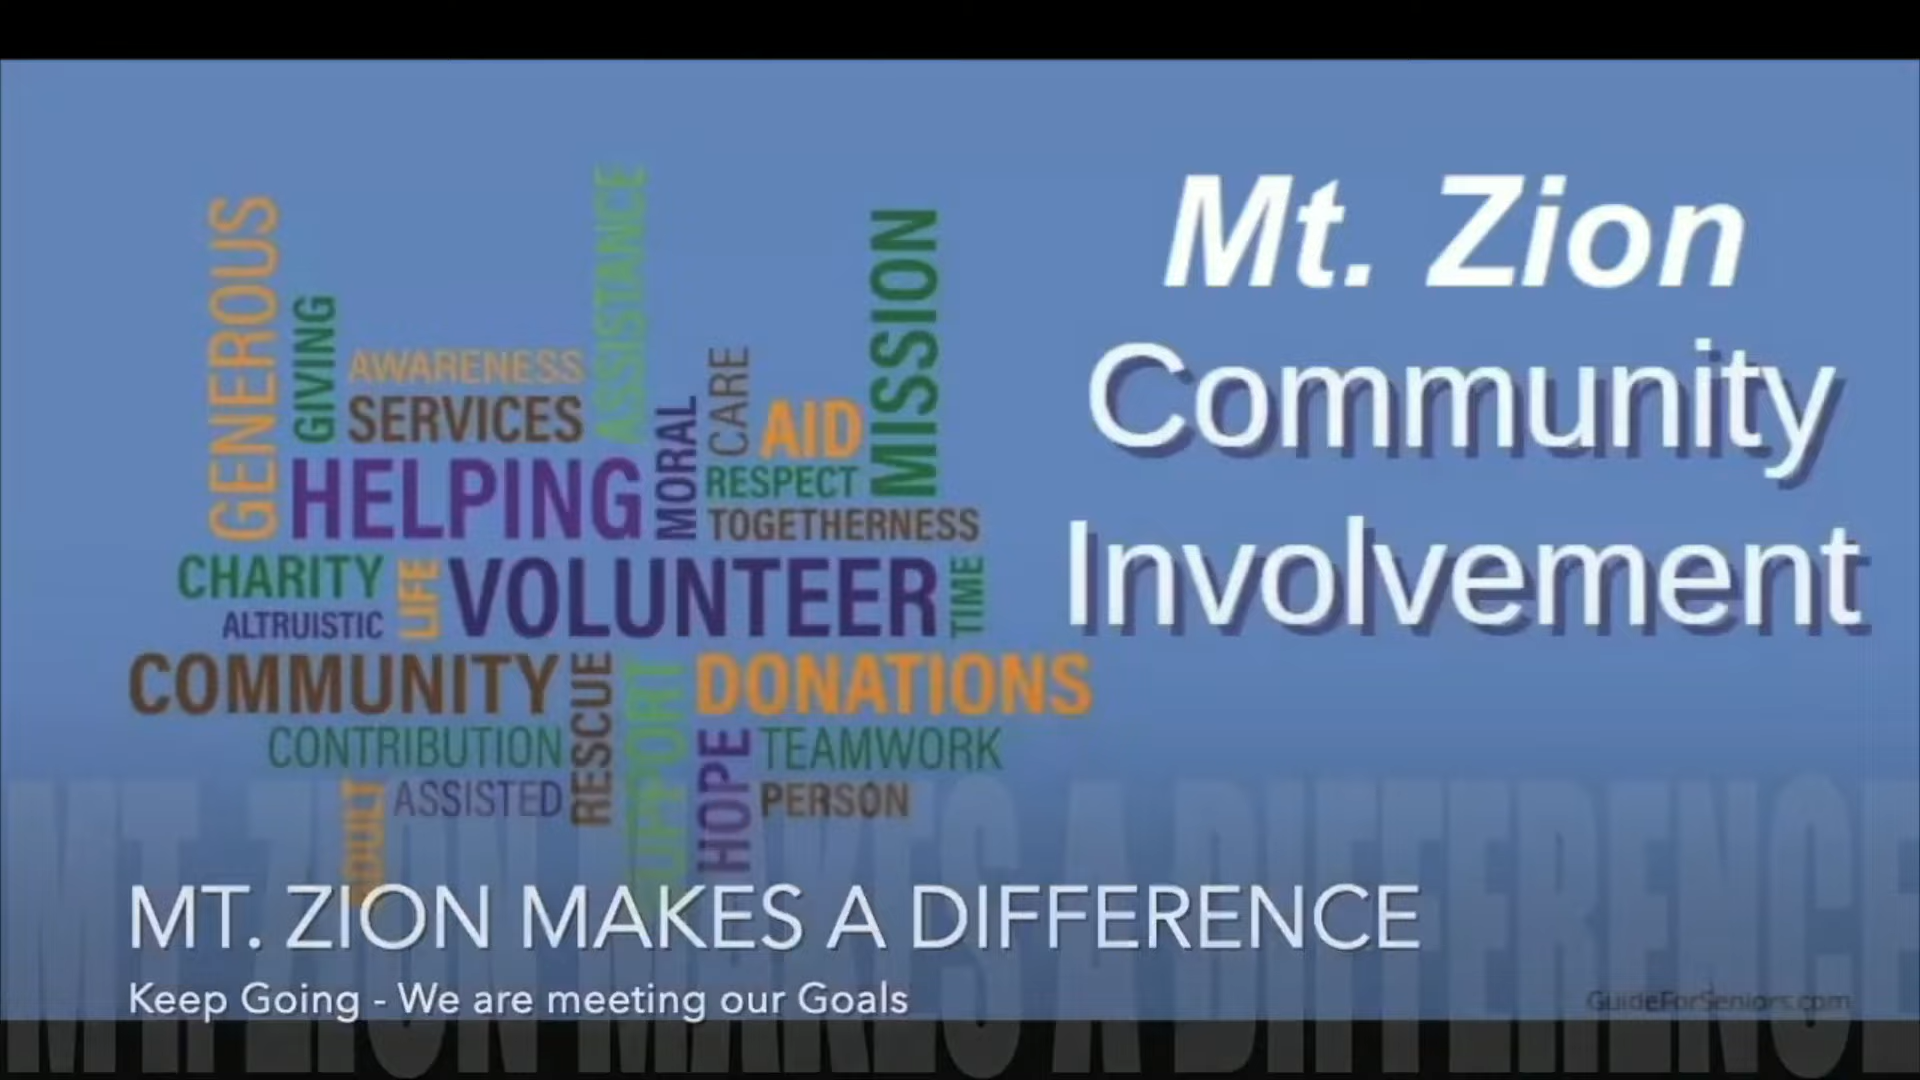 Mt. Zion
Community
Involvement
GENEROUS
GIVING
AWARENESS
SERVICES
ASSISTANCE
HELPING
MORAL
CARE
AID
MISSION
RESPECT
TOGETHERNESS
CHARITY
ALTRUISTIC
LIFE
VOLUNTEER
TIME
COMMUNITY
RESCUE
SUPPORT
DONATIONS
CONTRIBUTION
HOPE
TEAMWORK
ADULT
ASSISTED
PERSON
MT. ZION MAKES A DIFFERENCE
Keep Going - We are meeting our Goals
GuideForSeniors.com
MT. ZION MAKES A DIFFERENCE